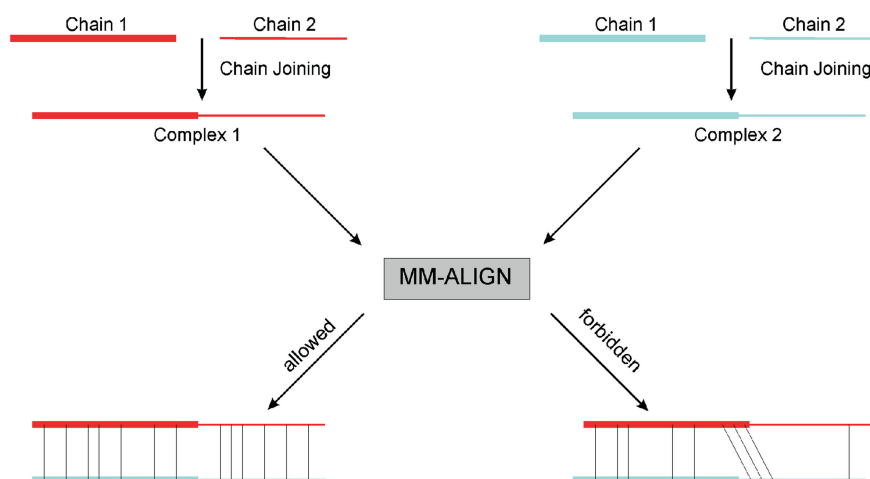 Chain 1
Chain 2
Chain Joining
Complex 1
Chain 1
Chain 2
Chain Joining
Complex 2
MM-ALIGN
allowed
forbidden